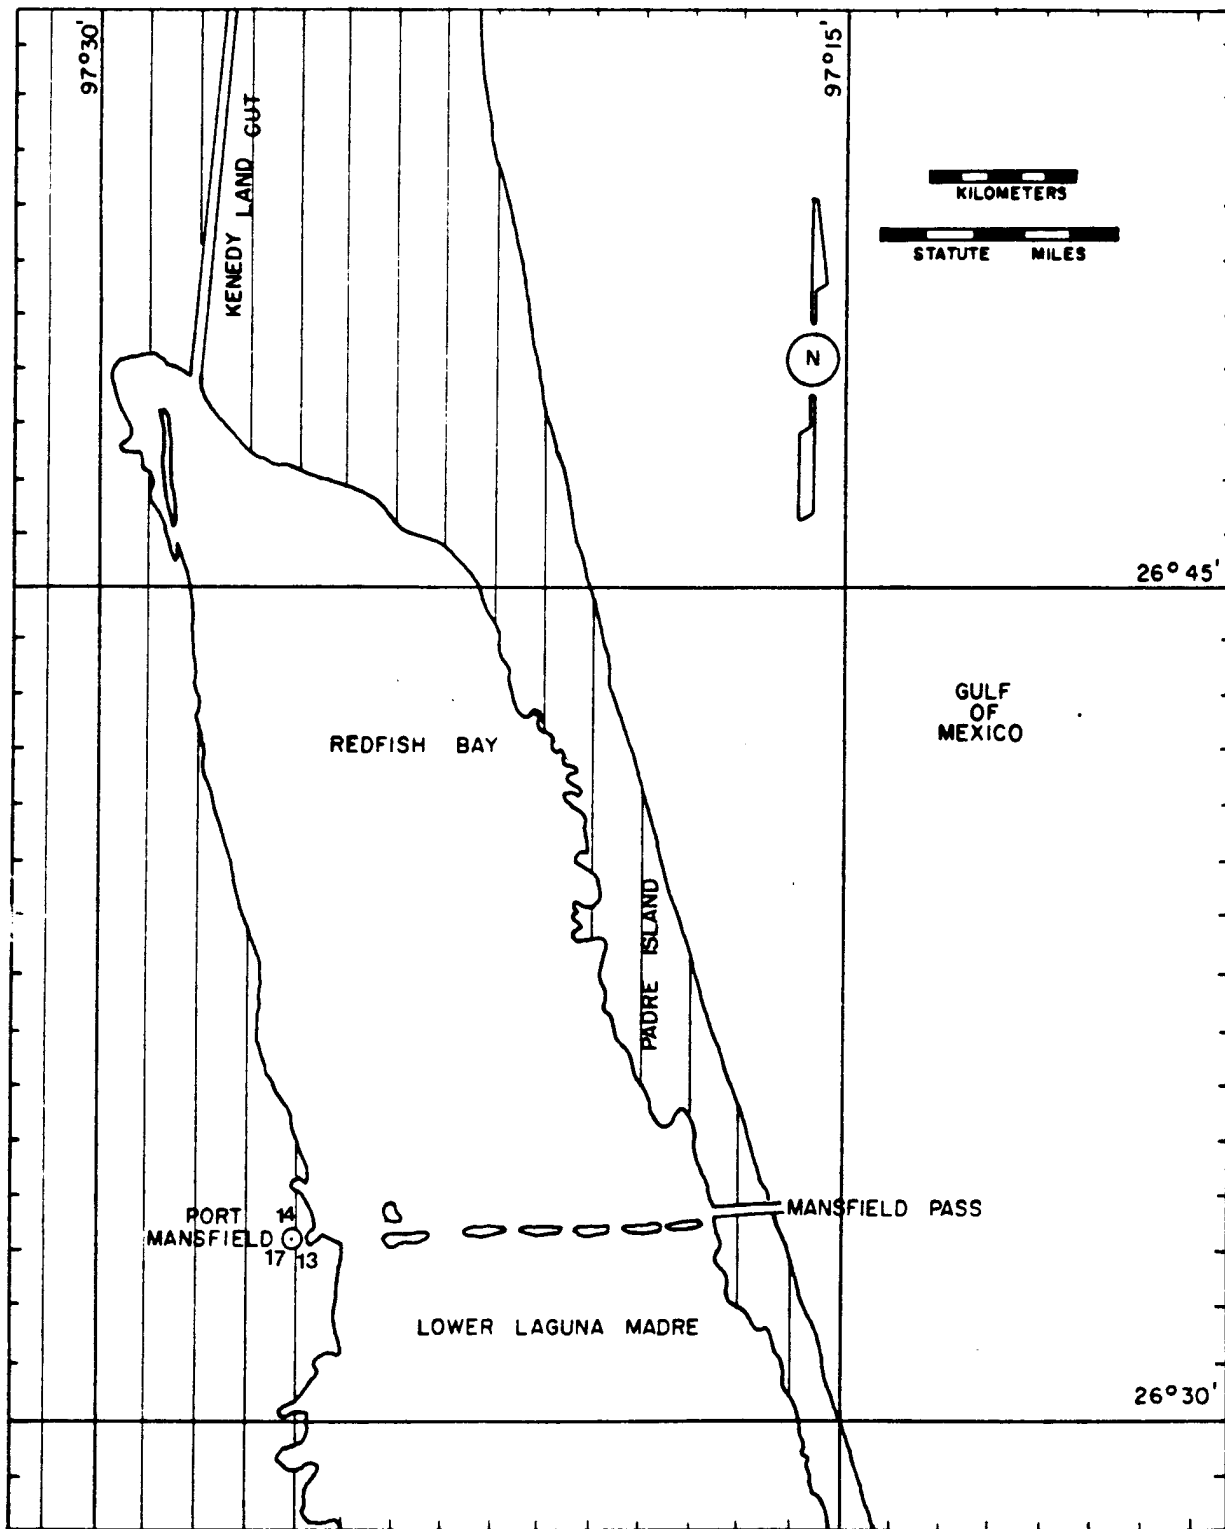 97°30'
97°15'
KENEDY LAND CUT
KILOMETERS
STATUTE MILES
N
26°45'
GULF
OF
MEXICO
REDFISH BAY
PADRE ISLAND
PORT
MANSFIELD
14
17 13
MANSFIELD PASS
LOWER LAGUNA MADRE
26°30'